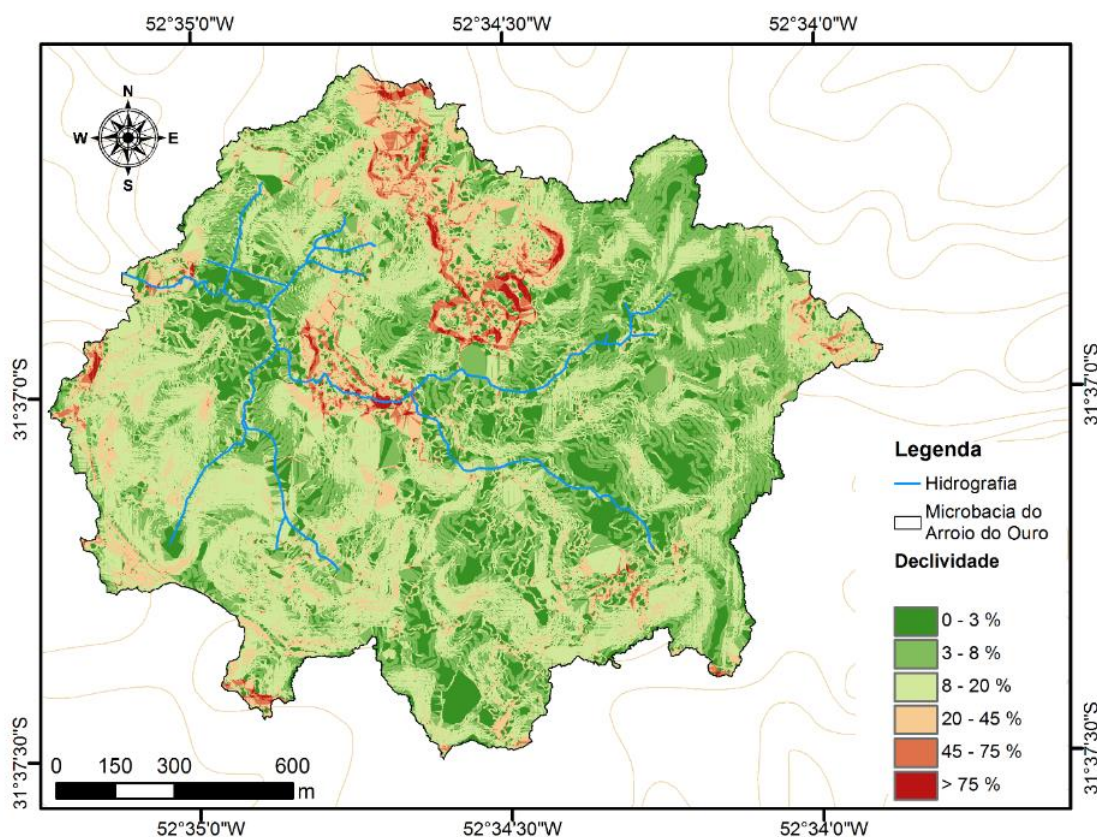 52°35'0"W
52°34'30"W
52°34'0"W
N
W
E
S
31°37'0"S
31°37'0"S
Legenda
Hidrografia
Microbacia do
Arroio do Ouro
Declividade
0 - 3 %
3 - 8 %
8 - 20 %
20 - 45 %
45 - 75 %
> 75 %
31°37'30"S
31°37'30"S
0 150 300 600
m
52°35'0"W
52°34'30"W
52°34'0"W